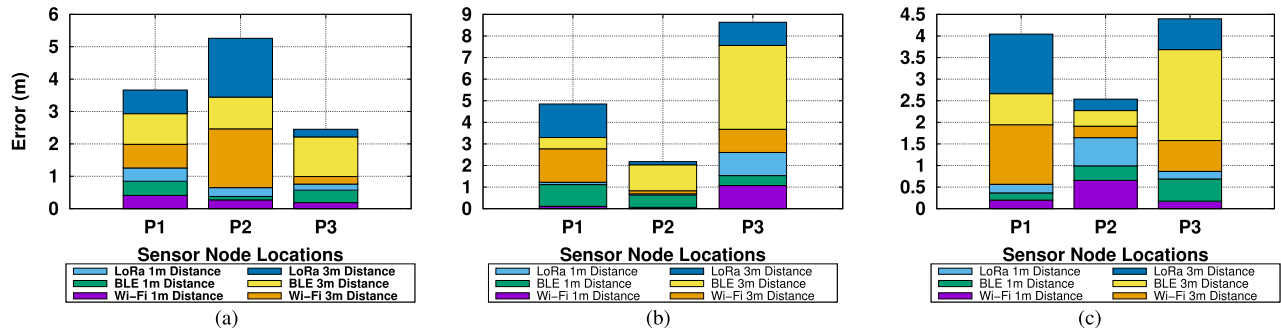 6
5
4
3
2
1
0
Error (m)
P1 P2 P3
Sensor Node Locations
LoRa 1m Distance LoRa 3m Distance
BLE 1m Distance BLE 3m Distance
Wi–Fi 1m Distance Wi–Fi 3m Distance
(a)
9
8
7
6
5
4
3
2
1
0
P1 P2 P3
Sensor Node Locations
LoRa 1m Distance LoRa 3m Distance
BLE 1m Distance BLE 3m Distance
Wi–Fi 1m Distance Wi–Fi 3m Distance
(b)
4.5
4
3.5
3
2.5
2
1.5
1
0.5
0
P1 P2 P3
Sensor Node Locations
LoRa 1m Distance LoRa 3m Distance
BLE 1m Distance BLE 3m Distance
Wi–Fi 1m Distance Wi–Fi 3m Distance
(c)